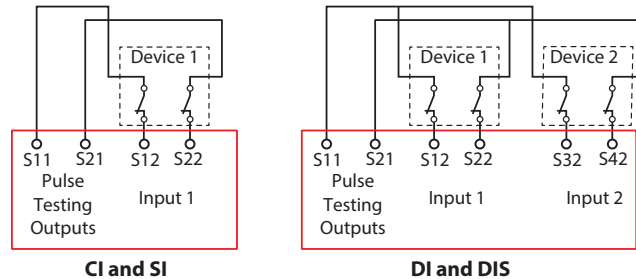 Device 1
S11 S21 S12 S22
Pulse
Testing
Outputs
Input 1
CI and SI
Device 1 Device 2
S11 S21 S12 S22 S32 S42
Pulse
Testing
Outputs
Input 1 Input 2
DI and DIS